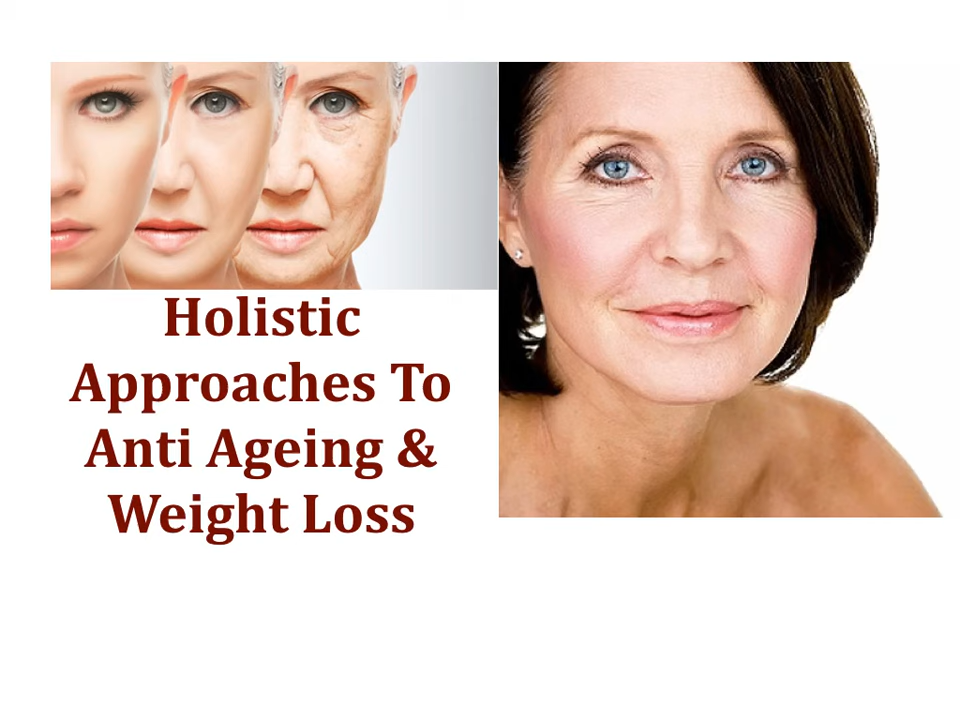 Holistic
Approaches To
Anti Ageing &
Weight Loss